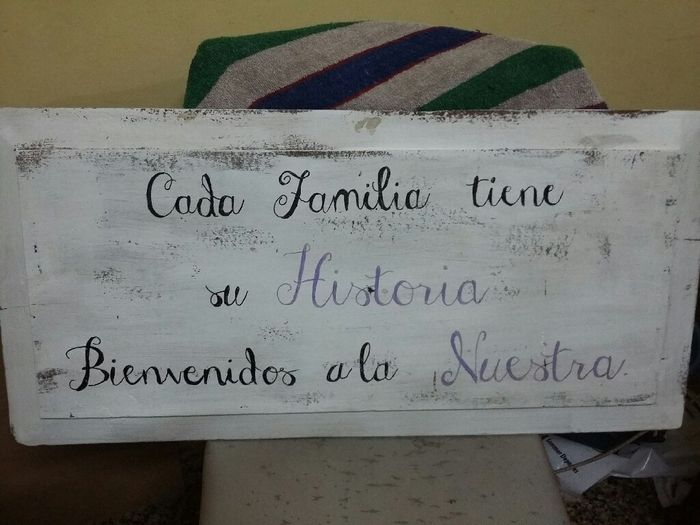 Cada Familia tiene
su Historia
Bienvenidos a la Nuestra.